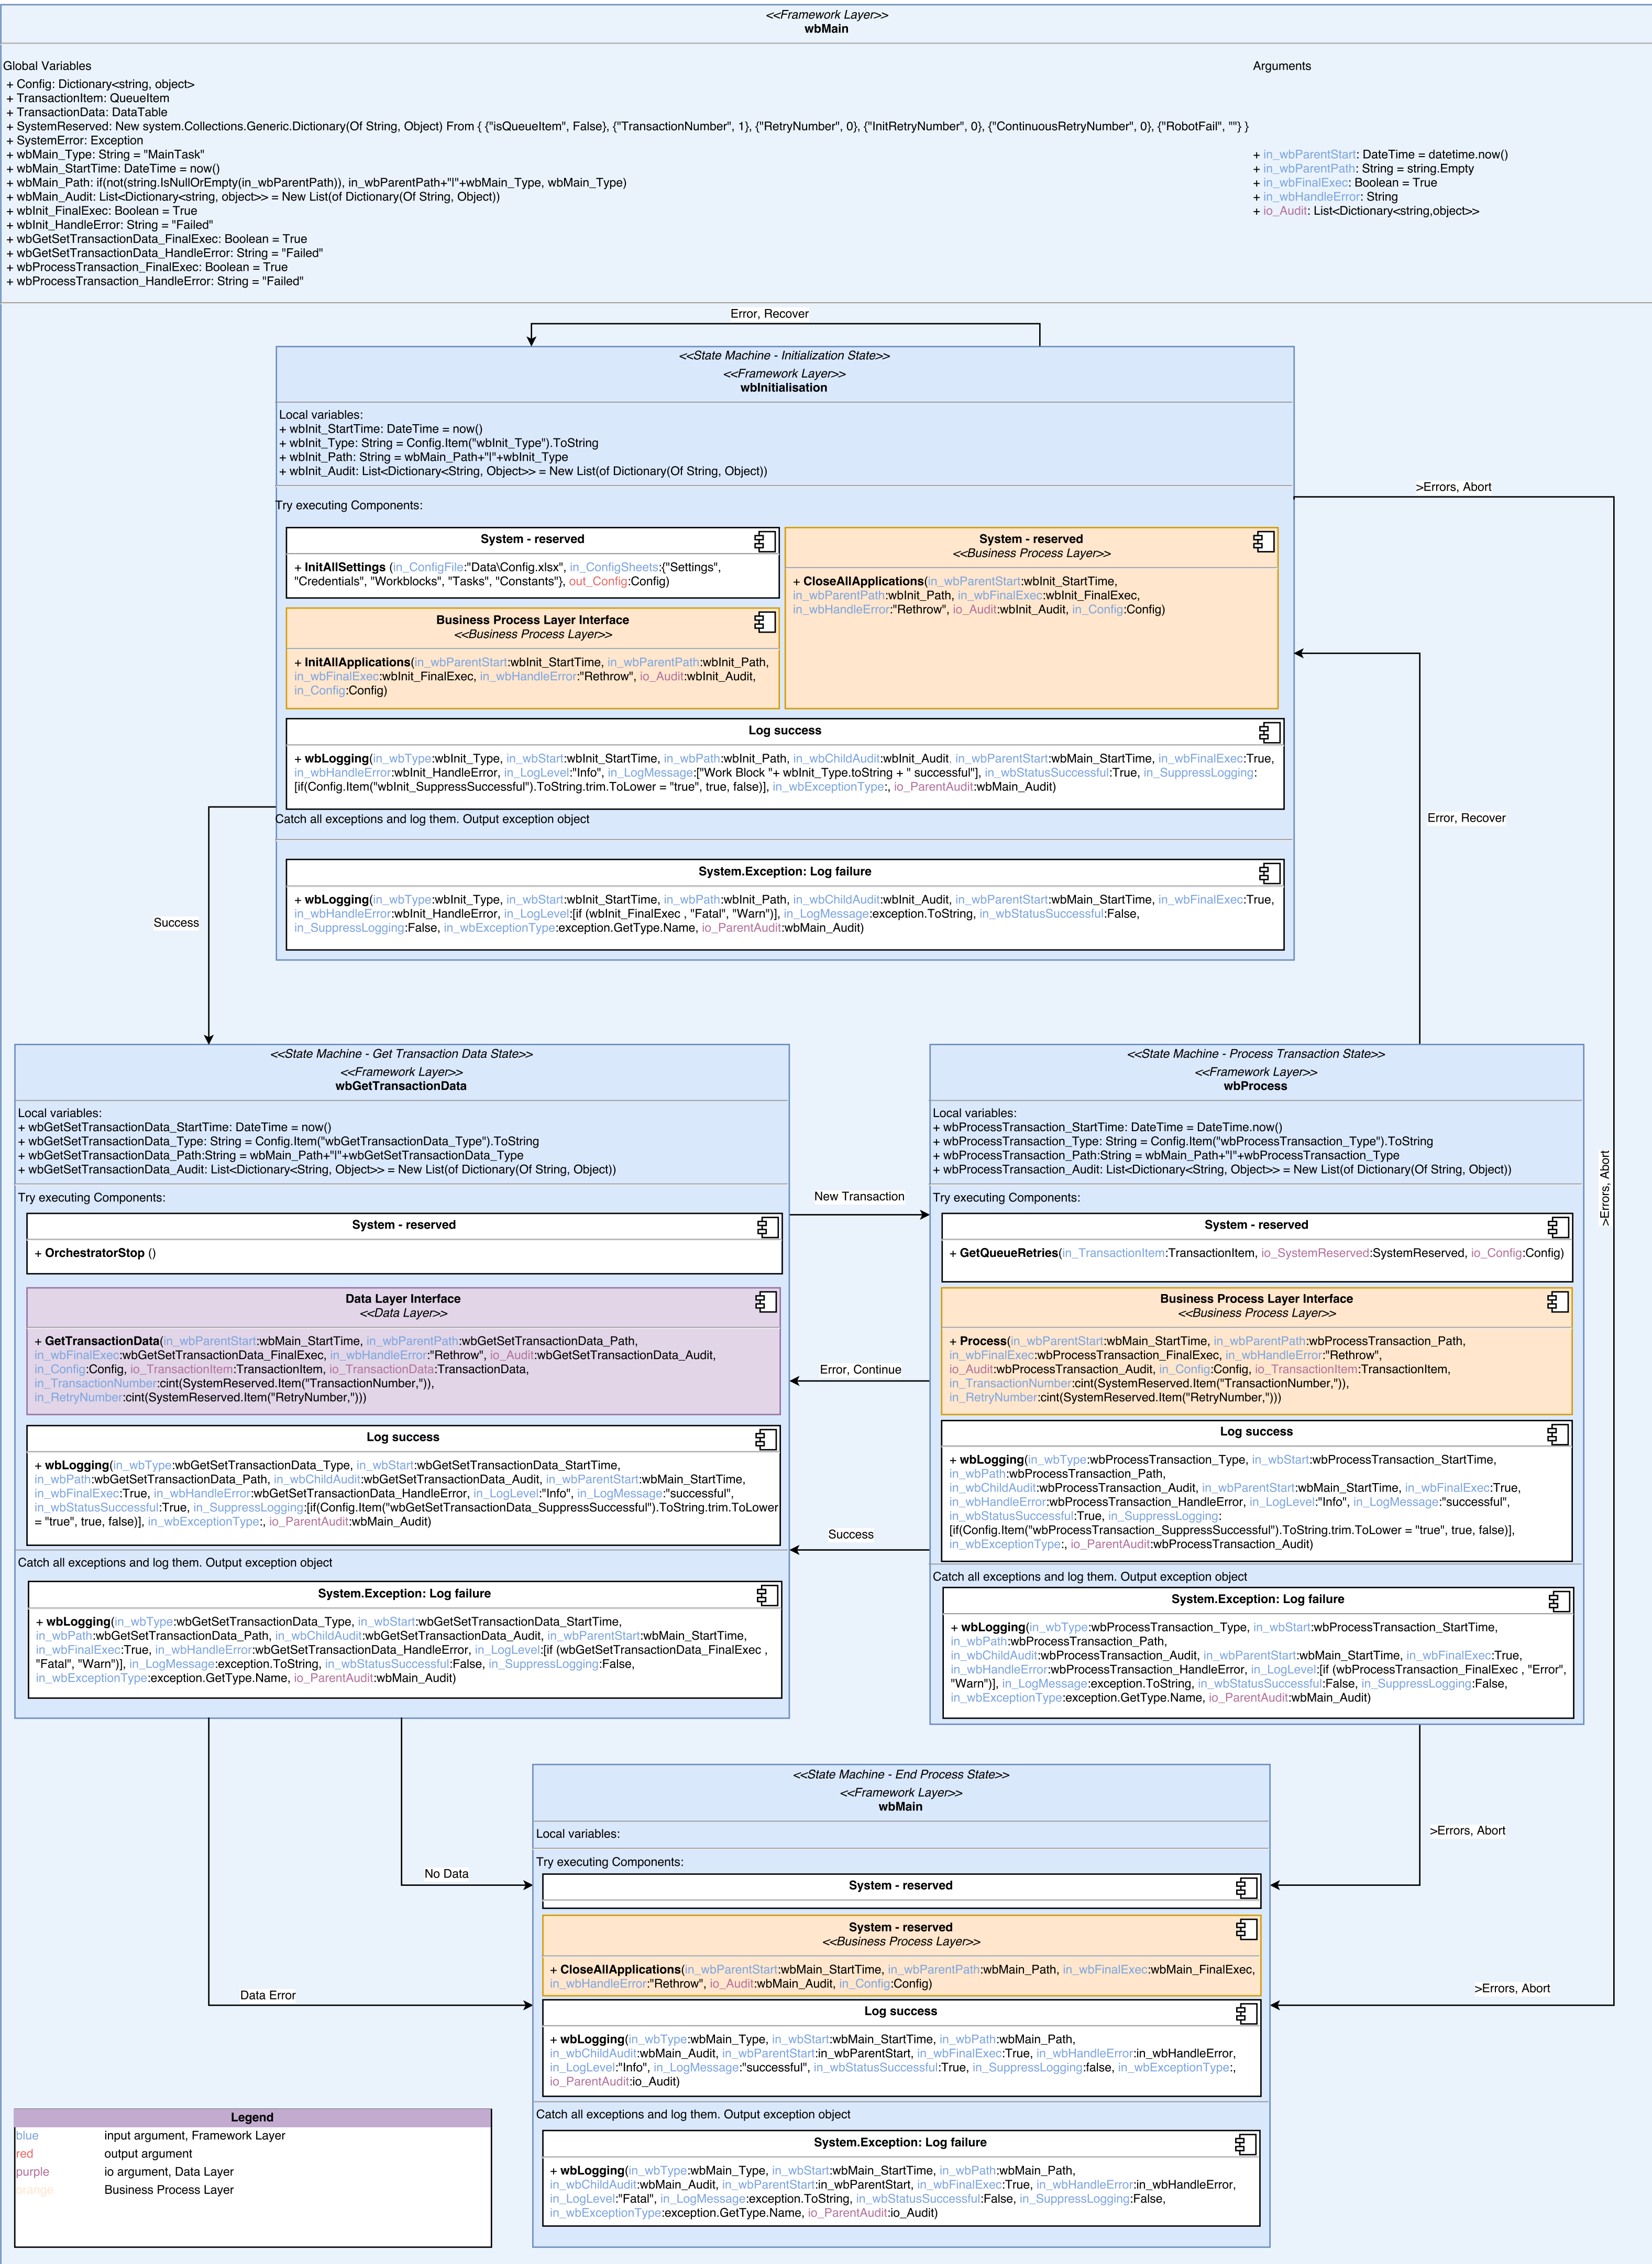 <<Framework Layer>>
wbMain
Global Variables
+ Config: Dictionary<string, object>
+ TransactionItem: QueueItem
+ TransactionData: DataTable
+ SystemReserved: New system.Collections.Generic.Dictionary(Of String, Object) From { {"isQueueItem", False}, {"TransactionNumber", 1}, {"RetryNumber", 0}, {"InitRetryNumber", 0}, {"ContinuousRetryNumber", 0}, {"RobotFail", ""} }
+ SystemError: Exception
+ wbMain_Type: String = "MainTask"
+ wbMain_StartTime: DateTime = now()
+ wbMain_Path: if(not(string.IsNullOrEmpty(in_wbParentPath)), in_wbParentPath+"|"+wbMain_Type, wbMain_Type)
+ wbMain_Audit: List<Dictionary<string, object>> = New List(of Dictionary(Of String, Object))
+ wbInit_FinalExec: Boolean = True
+ wbInit_HandleError: String = "Failed"
+ wbGetSetTransactionData_FinalExec: Boolean = True
+ wbGetSetTransactionData_HandleError: String = "Failed"
+ wbProcessTransaction_FinalExec: Boolean = True
+ wbProcessTransaction_HandleError: String = "Failed"
Arguments
+ in_wbParentStart: DateTime = datetime.now()
+ in_wbParentPath: String = string.Empty
+ in_wbFinalExec: Boolean = True
+ in_wbHandleError: String
+ io_Audit: List<Dictionary<string,object>>
Error, Recover
<<State Machine - Initialization State>>
<<Framework Layer>>
wbInitialisation
Local variables:
+ wbInit_StartTime: DateTime = now()
+ wbInit_Type: String = Config.Item("wbInit_Type").ToString
+ wbInit_Path: String = wbMain_Path+"|"+wbInit_Type
+ wbInit_Audit: List<Dictionary<String, Object>> = New List(of Dictionary(Of String, Object))
Try executing Components:
System - reserved
+ InitAllSettings (in_ConfigFile:"Data\Config.xlsx", in_ConfigSheets:{"Settings",
"Credentials", "Workblocks", "Tasks", "Constants"}, out_Config:Config)
Business Process Layer Interface
<<Business Process Layer>>
+ InitAllApplications(in_wbParentStart:wbInit_StartTime, in_wbParentPath:wbInit_Path,
in_wbFinalExec:wbInit_FinalExec, in_wbHandleError:"Rethrow", io_Audit:wbInit_Audit,
in_Config:Config)
System - reserved
<<Business Process Layer>>
+ CloseAllApplications(in_wbParentStart:wbInit_StartTime,
in_wbParentPath:wbInit_Path, in_wbFinalExec:wbInit_FinalExec,
in_wbHandleError:"Rethrow", io_Audit:wbInit_Audit, in_Config:Config)
Log success
+ wbLogging(in_wbType:wbInit_Type, in_wbStart:wbInit_StartTime, in_wbPath:wbInit_Path, in_wbChildAudit:wbInit_Audit, in_wbParentStart:wbMain_StartTime, in_wbFinalExec:True,
in_wbHandleError:wbInit_HandleError, in_LogLevel:"Info", in_LogMessage:["Work Block "+ wbInit_Type.toString + " successful"], in_wbStatusSuccessful:True, in_SuppressLogging:
[if(Config.Item("wbInit_SuppressSuccessful").ToString.trim.ToLower = "true", true, false)], in_wbExceptionType:, io_ParentAudit:wbMain_Audit)
Catch all exceptions and log them. Output exception object
System.Exception: Log failure
+ wbLogging(in_wbType:wbInit_Type, in_wbStart:wbInit_StartTime, in_wbPath:wbInit_Path, in_wbChildAudit:wbInit_Audit, in_wbParentStart:wbMain_StartTime, in_wbFinalExec:True,
in_wbHandleError:wbInit_HandleError, in_LogLevel:[if (wbInit_FinalExec , "Fatal", "Warn")], in_LogMessage:exception.ToString, in_wbStatusSuccessful:False,
in_SuppressLogging:False, in_wbExceptionType:exception.GetType.Name, io_ParentAudit:wbMain_Audit)
>Errors, Abort
Error, Recover
Success
>Errors, Abort
<<State Machine - Get Transaction Data State>>
<<Framework Layer>>
wbGetTransactionData
Local variables:
+ wbGetSetTransactionData_StartTime: DateTime = now()
+ wbGetSetTransactionData_Type: String = Config.Item("wbGetTransactionData_Type").ToString
+ wbGetSetTransactionData_Path:String = wbMain_Path+"|"+wbGetSetTransactionData_Type
+ wbGetSetTransactionData_Audit: List<Dictionary<String, Object>> = New List(of Dictionary(Of String, Object))
Try executing Components:
System - reserved
+ OrchestratorStop ()
Data Layer Interface
<<Data Layer>>
+ GetTransactionData(in_wbParentStart:wbMain_StartTime, in_wbParentPath:wbGetSetTransactionData_Path,
in_wbFinalExec:wbGetSetTransactionData_FinalExec, in_wbHandleError:"Rethrow", io_Audit:wbGetSetTransactionData_Audit,
in_Config:Config, io_TransactionItem:TransactionItem, io_TransactionData:TransactionData,
in_TransactionNumber:cint(SystemReserved.Item("TransactionNumber,")),
in_RetryNumber:cint(SystemReserved.Item("RetryNumber,")))
Log success
+ wbLogging(in_wbType:wbGetSetTransactionData_Type, in_wbStart:wbGetSetTransactionData_StartTime,
in_wbPath:wbGetSetTransactionData_Path, in_wbChildAudit:wbGetSetTransactionData_Audit, in_wbParentStart:wbMain_StartTime,
in_wbFinalExec:True, in_wbHandleError:wbGetSetTransactionData_HandleError, in_LogLevel:"Info", in_LogMessage:"successful",
in_wbStatusSuccessful:True, in_SuppressLogging:[if(Config.Item("wbGetSetTransactionData_SuppressSuccessful").ToString.trim.ToLower
= "true", true, false)], in_wbExceptionType:, io_ParentAudit:wbMain_Audit)
Catch all exceptions and log them. Output exception object
System.Exception: Log failure
+ wbLogging(in_wbType:wbGetSetTransactionData_Type, in_wbStart:wbGetSetTransactionData_StartTime,
in_wbPath:wbGetSetTransactionData_Path, in_wbChildAudit:wbGetSetTransactionData_Audit, in_wbParentStart:wbMain_StartTime,
in_wbFinalExec:True, in_wbHandleError:wbGetSetTransactionData_HandleError, in_LogLevel:[if (wbGetSetTransactionData_FinalExec ,
"Fatal", "Warn")], in_LogMessage:exception.ToString, in_wbStatusSuccessful:False, in_SuppressLogging:False,
in_wbExceptionType:exception.GetType.Name, io_ParentAudit:wbMain_Audit)
New Transaction
Error, Continue
Success
<<State Machine - Process Transaction State>>
<<Framework Layer>>
wbProcess
Local variables:
+ wbProcessTransaction_StartTime: DateTime = DateTime.now()
+ wbProcessTransaction_Type: String = Config.Item("wbProcessTransaction_Type").ToString
+ wbProcessTransaction_Path:String = wbMain_Path+"|"+wbProcessTransaction_Type
+ wbProcessTransaction_Audit: List<Dictionary<String, Object>> = New List(of Dictionary(Of String, Object))
Try executing Components:
System - reserved
+ GetQueueRetries(in_TransactionItem:TransactionItem, io_SystemReserved:SystemReserved, io_Config:Config)
Business Process Layer Interface
<<Business Process Layer>>
+ Process(in_wbParentStart:wbMain_StartTime, in_wbParentPath:wbProcessTransaction_Path,
in_wbFinalExec:wbProcessTransaction_FinalExec, in_wbHandleError:"Rethrow",
io_Audit:wbProcessTransaction_Audit, in_Config:Config, io_TransactionItem:TransactionItem,
in_TransactionNumber:cint(SystemReserved.Item("TransactionNumber,")),
in_RetryNumber:cint(SystemReserved.Item("RetryNumber,")))
Log success
+ wbLogging(in_wbType:wbProcessTransaction_Type, in_wbStart:wbProcessTransaction_StartTime,
in_wbPath:wbProcessTransaction_Path,
in_wbChildAudit:wbProcessTransaction_Audit, in_wbParentStart:wbMain_StartTime, in_wbFinalExec:True,
in_wbHandleError:wbProcessTransaction_HandleError, in_LogLevel:"Info", in_LogMessage:"successful",
in_wbStatusSuccessful:True, in_SuppressLogging:
[if(Config.Item("wbProcessTransaction_SuppressSuccessful").ToString.trim.ToLower = "true", true, false)],
in_wbExceptionType:, io_ParentAudit:wbProcessTransaction_Audit)
Catch all exceptions and log them. Output exception object
System.Exception: Log failure
+ wbLogging(in_wbType:wbProcessTransaction_Type, in_wbStart:wbProcessTransaction_StartTime,
in_wbPath:wbProcessTransaction_Path,
in_wbChildAudit:wbProcessTransaction_Audit, in_wbParentStart:wbMain_StartTime, in_wbFinalExec:True,
in_wbHandleError:wbProcessTransaction_HandleError, in_LogLevel:[if (wbProcessTransaction_FinalExec , "Error",
"Warn")], in_LogMessage:exception.ToString, in_wbStatusSuccessful:False, in_SuppressLogging:False,
in_wbExceptionType:exception.GetType.Name, io_ParentAudit:wbMain_Audit)
No Data
Data Error
>Errors, Abort
>Errors, Abort
<<State Machine - End Process State>>
<<Framework Layer>>
wbMain
Local variables:
Try executing Components:
System - reserved
System - reserved
<<Business Process Layer>>
+ CloseAllApplications(in_wbParentStart:wbMain_StartTime, in_wbParentPath:wbMain_Path, in_wbFinalExec:wbMain_FinalExec,
in_wbHandleError:"Rethrow", io_Audit:wbMain_Audit, in_Config:Config)
Log success
+ wbLogging(in_wbType:wbMain_Type, in_wbStart:wbMain_StartTime, in_wbPath:wbMain_Path,
in_wbChildAudit:wbMain_Audit, in_wbParentStart:in_wbParentStart, in_wbFinalExec:True, in_wbHandleError:in_wbHandleError,
in_LogLevel:"Info", in_LogMessage:"successful", in_wbStatusSuccessful:True, in_SuppressLogging:false, in_wbExceptionType:,
io_ParentAudit:io_Audit)
Catch all exceptions and log them. Output exception object
System.Exception: Log failure
+ wbLogging(in_wbType:wbMain_Type, in_wbStart:wbMain_StartTime, in_wbPath:wbMain_Path,
in_wbChildAudit:wbMain_Audit, in_wbParentStart:in_wbParentStart, in_wbFinalExec:True, in_wbHandleError:in_wbHandleError,
in_LogLevel:"Fatal", in_LogMessage:exception.ToString, in_wbStatusSuccessful:False, in_SuppressLogging:False,
in_wbExceptionType:exception.GetType.Name, io_ParentAudit:io_Audit)
Legend
blue input argument, Framework Layer
red output argument
purple io argument, Data Layer
orange Business Process Layer